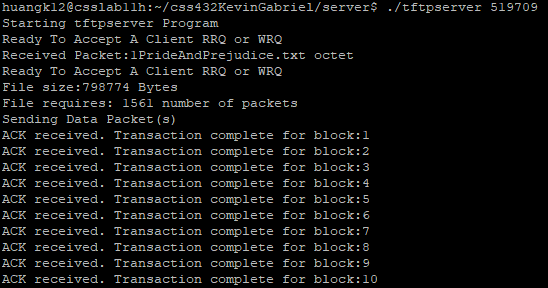 huangk12@csslab11h:~/css432KevinGabriel/server$ ./tftpserver 519709
Starting tftpserver Program
Ready To Accept A Client RRQ or WRQ
Received Packet:1PrideAndPrejudice.txt octet
Ready To Accept A Client RRQ or WRQ
File size:798774 Bytes
File requires: 1561 number of packets
Sending Data Packet(s)
ACK received. Transaction complete for block:1
ACK received. Transaction complete for block:2
ACK received. Transaction complete for block:3
ACK received. Transaction complete for block:4
ACK received. Transaction complete for block:5
ACK received. Transaction complete for block:6
ACK received. Transaction complete for block:7
ACK received. Transaction complete for block:8
ACK received. Transaction complete for block:9
ACK received. Transaction complete for block:10